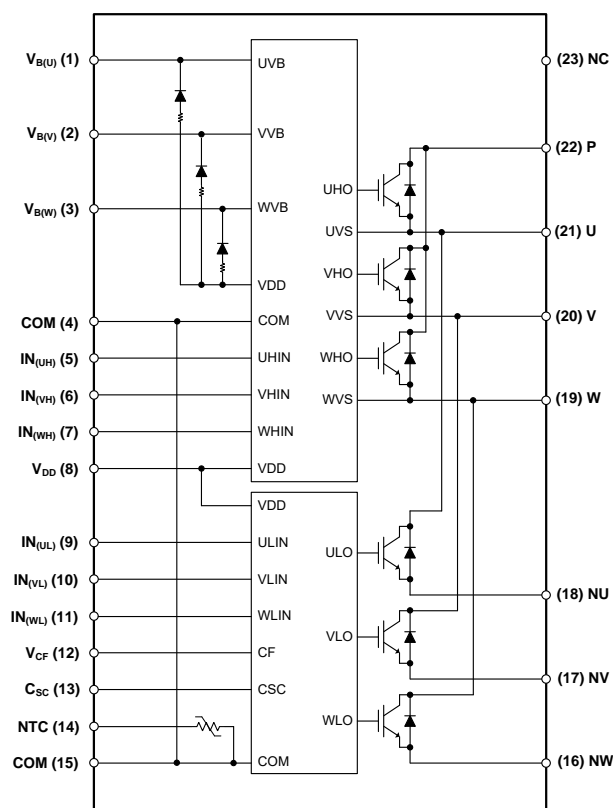 V_B(U) (1)
V_B(V) (2)
V_B(W) (3)
COM (4)
IN_(UH) (5)
IN_(VH) (6)
IN_(WH) (7)
V_DD (8)
IN_(UL) (9)
IN_(VL) (10)
IN_(WL) (11)
V_CF (12)
C_SC (13)
NTC (14)
COM (15)
UVB
VVB
WVB
VDD
COM
UHIN
VHIN
WHIN
VDD
UHO
UVS
VHO
VVS
WHO
WVS
VDD
ULIN
VLIN
WLIN
CF
CSC
COM
ULO
VLO
WLO
(23) NC
(22) P
(21) U
(20) V
(19) W
(18) NU
(17) NV
(16) NW